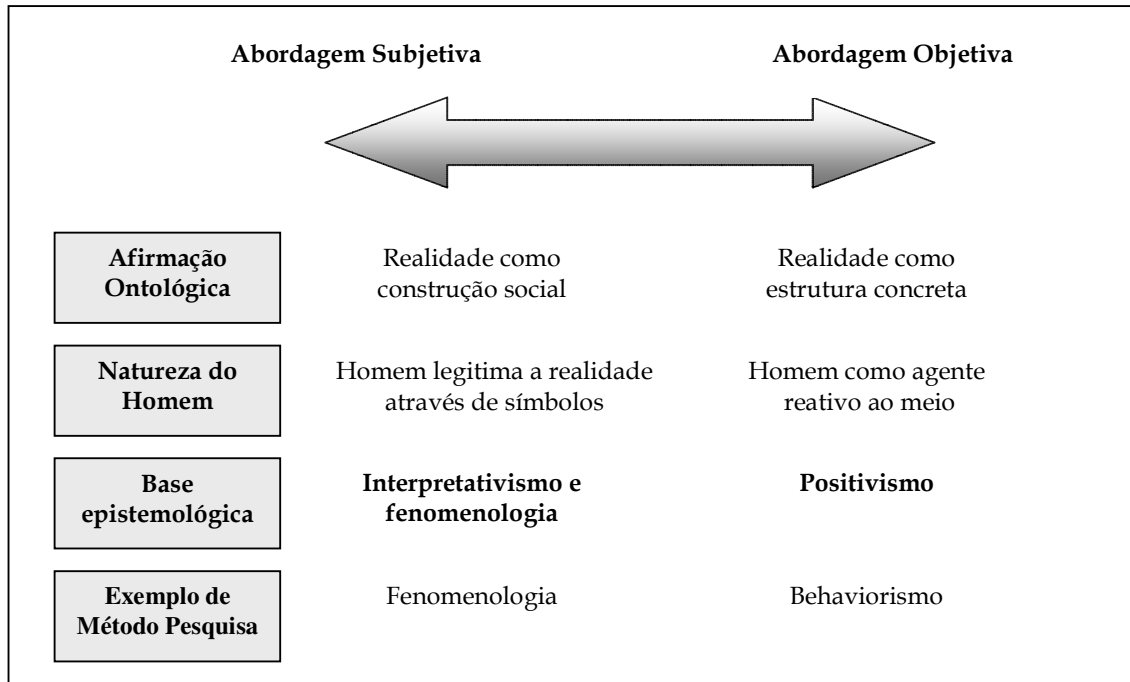 Abordagem Subjetiva
Abordagem Objetiva
Afirmação
Ontológica
Realidade como
construção social
Realidade como
estrutura concreta
Natureza do
Homem
Homem legitima a realidade
através de símbolos
Homem como agente
reativo ao meio
Base
epistemológica
Interpretativismo e
fenomenologia
Positivismo
Exemplo de
Método Pesquisa
Fenomenologia
Behaviorismo